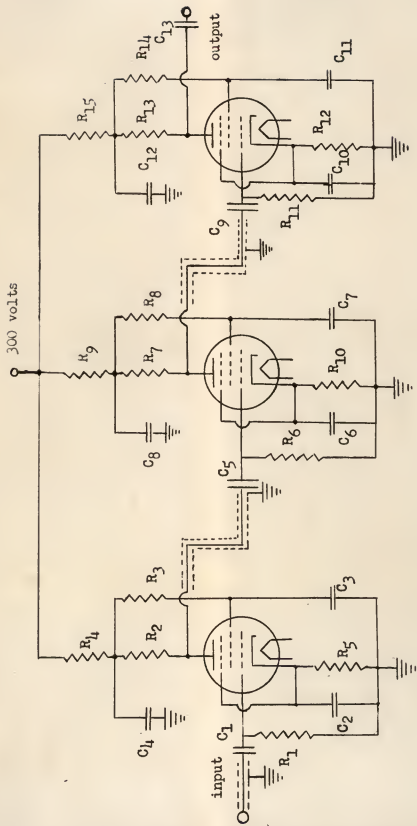 300 volts
R4
R9
R15
C4
R2
R3
C8
R7
R8
C12
R13
R14
C13
output
input
C1
C5
C9
R1
C2
R5
C3
R6
C6
R10
C7
R11
C10
R12
C11